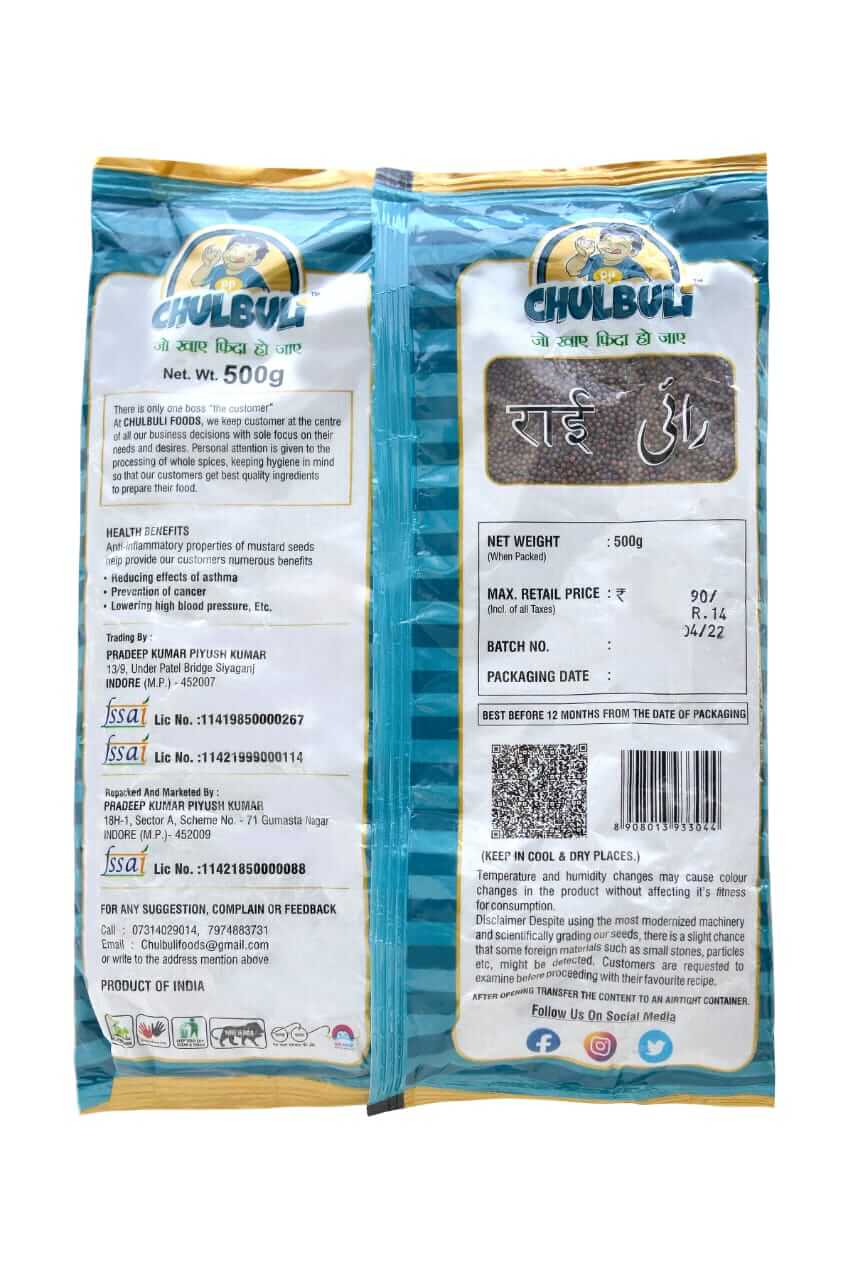 PP
CHULBULi™
जो खाए फिदा हो जाए
Net. Wt. 500g
There is only one boss "the customer"
At CHULBULI FOODS, we keep customer at the centre
of all our business decisions with sole focus on their
needs and desires. Personal attention is given to the
processing of whole spices, keeping hygiene in mind
so that our customers get best quality ingredients
to prepare their food.
HEALTH BENEFITS
Anti-inflammatory properties of mustard seeds
help provide our customers numerous benefits
• Reducing effects of asthma
• Prevention of cancer
• Lowering high blood pressure, Etc.
Trading By :
PRADEEP KUMAR PIYUSH KUMAR
13/9, Under Patel Bridge Siyaganj
INDORE (M.P.) - 452007
fssai Lic No. :11419850000267
fssai Lic No. :11421999000114
Repacked And Marketed By :
PRADEEP KUMAR PIYUSH KUMAR
18H-1, Sector A, Scheme No. - 71 Gumasta Nagar
INDORE (M.P.)- 452009
fssai Lic No. :11421850000088
FOR ANY SUGGESTION, COMPLAIN OR FEEDBACK
Call : 07314029014, 7974883731
Email : Chulbulifoods@gmail.com
or write to the address mention above
PRODUCT OF INDIA
PP
CHULBULi™
जो खाए फिदा हो जाए
राई رائی
NET WEIGHT : 500g
(When Packed)
MAX. RETAIL PRICE : ₹ 90/
(Incl. of all Taxes) R.14
04/22
BATCH NO. :
PACKAGING DATE :
BEST BEFORE 12 MONTHS FROM THE DATE OF PACKAGING
8 908013 933044
(KEEP IN COOL & DRY PLACES.)
Temperature and humidity changes may cause colour
changes in the product without affecting it's fitness
for consumption.
Disclaimer Despite using the most modernized machinery
and scientifically grading our seeds, there is a slight chance
that some foreign materials such as small stones, particles
etc, might be detected. Customers are requested to
examine before proceeding with their favourite recipe.
AFTER OPENING TRANSFER THE CONTENT TO AN AIRTIGHT CONTAINER.
Follow Us On Social Media